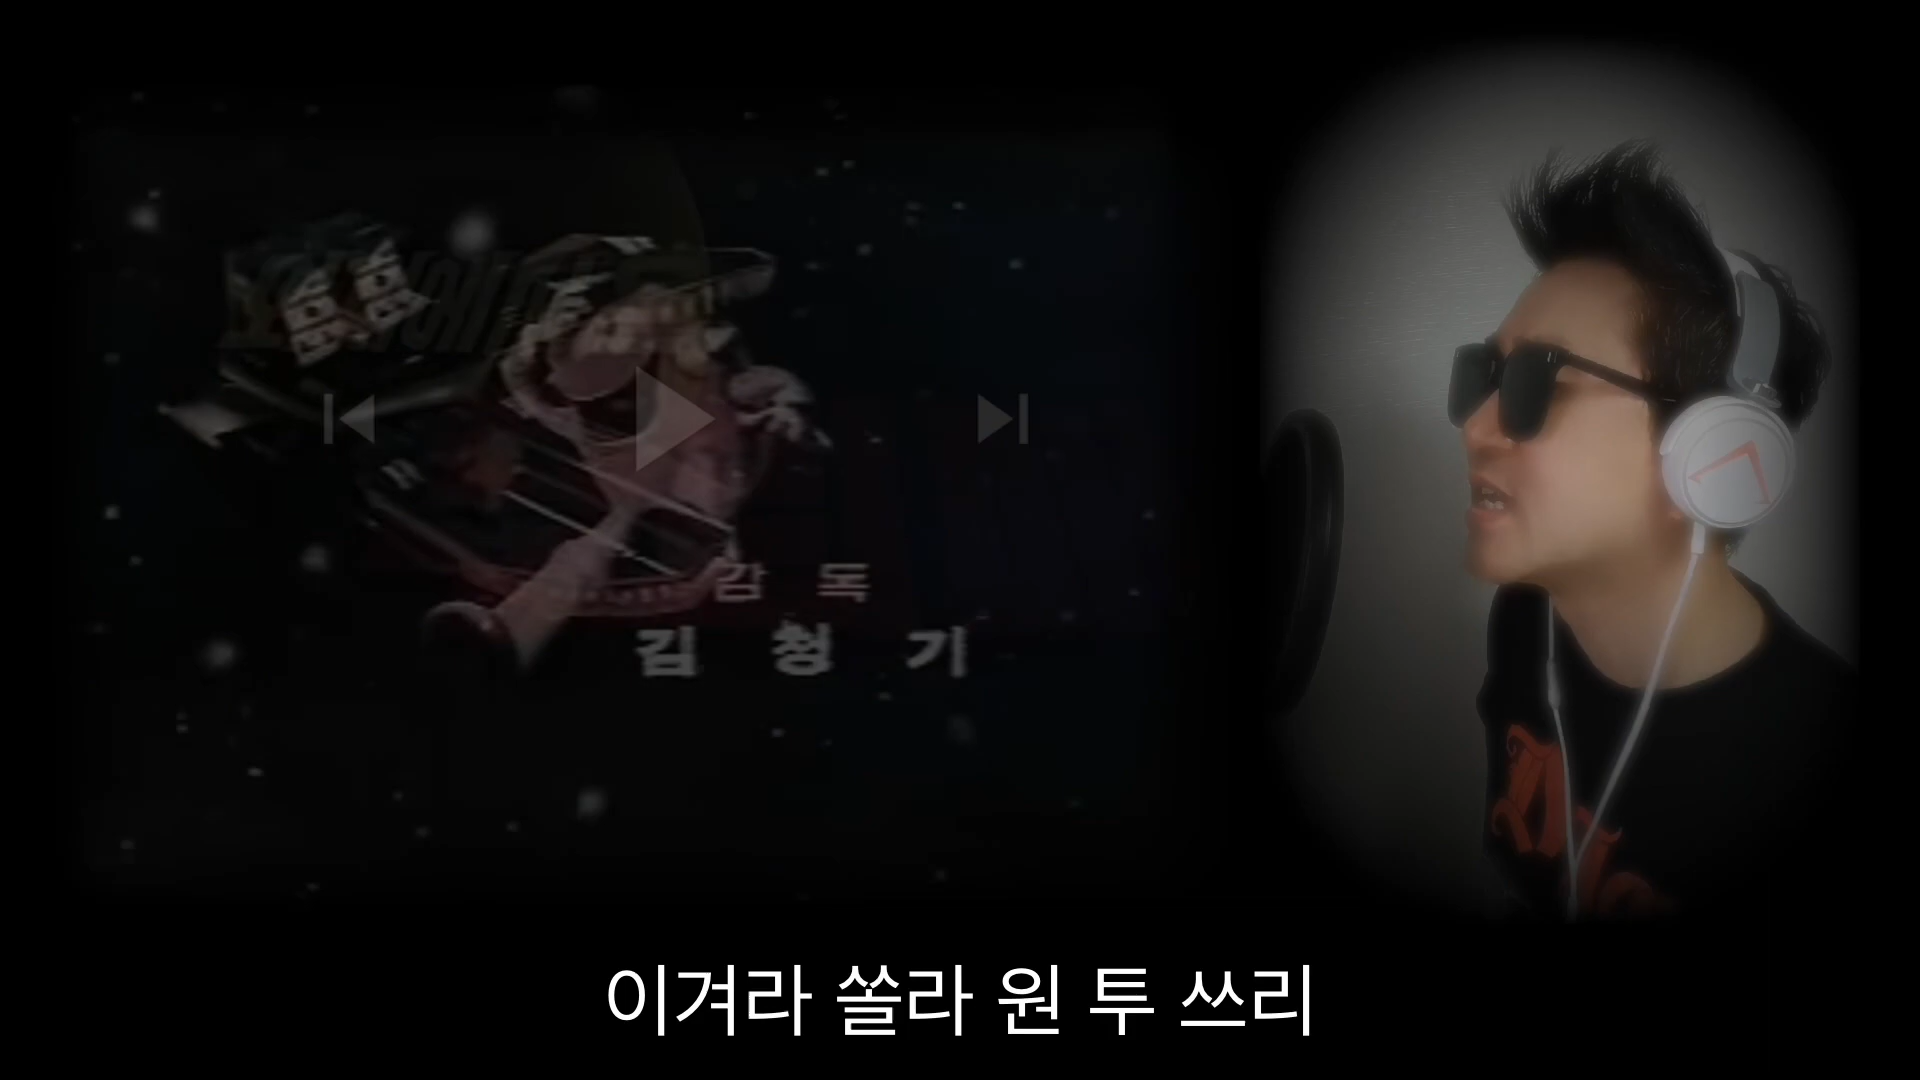 감 독
김 청 기
이겨라 쏠라 원 투 쓰리